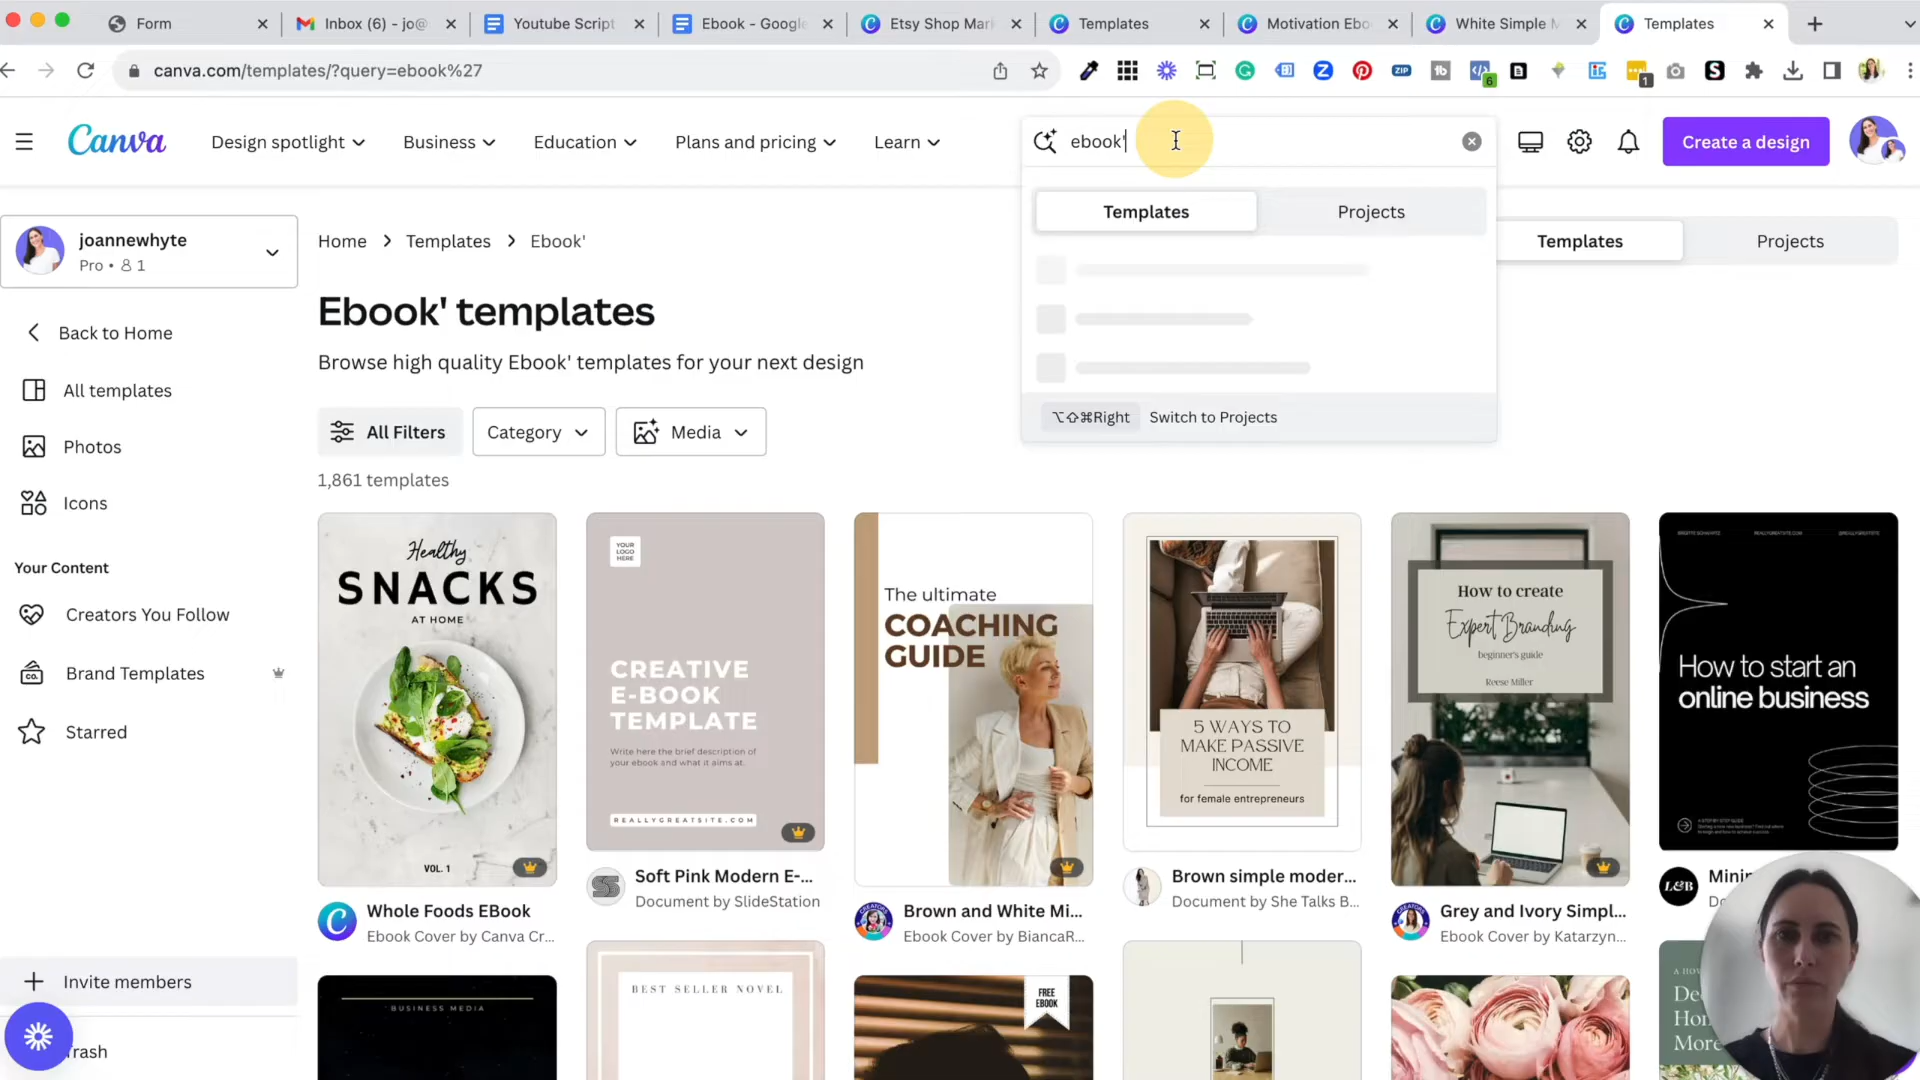 Form
Inbox (6) - jo@
Youtube Script
Ebook - Google
Etsy Shop Mark
Templates
Motivation Ebo
White Simple M
Templates
canva.com/templates/?query=ebook%27
ZIP
6
1
Canva
Design spotlight
Business
Education
Plans and pricing
Learn
ebook'
Create a design
Templates
Projects
Switch to Projects
⌥⇧⌘Right
Templates
Projects
joannewhyte
Pro • 1
Home > Templates > Ebook'
Ebook' templates
Browse high quality Ebook' templates for your next design
Back to Home
All templates
Photos
Icons
Your Content
Creators You Follow
Brand Templates
Starred
Invite members
Trash
All Filters
Category
Media
1,861 templates
Healthy
SNACKS
AT HOME
VOL. 1
Whole Foods EBook
Ebook Cover by Canva Cr...
YOUR
LOGO
HERE
CREATIVE
E-BOOK
TEMPLATE
Write here the brief description of
your ebook and what it aims at.
REALLYGREATSITE.COM
Soft Pink Modern E-...
Document by SlideStation
The ultimate
COACHING
GUIDE
Brown and White Mi...
Ebook Cover by BiancaR...
5 WAYS TO
MAKE PASSIVE
INCOME
for female entrepreneurs
Brown simple moder...
Document by She Talks B...
How to create
Expert Branding
beginner's guide
Reese Miller
Grey and Ivory Simpl...
Ebook Cover by Katarzyn...
How to start an
online business
L&B
BUSINESS MEDIA
BEST SELLER NOVEL
FREE
EBOOK